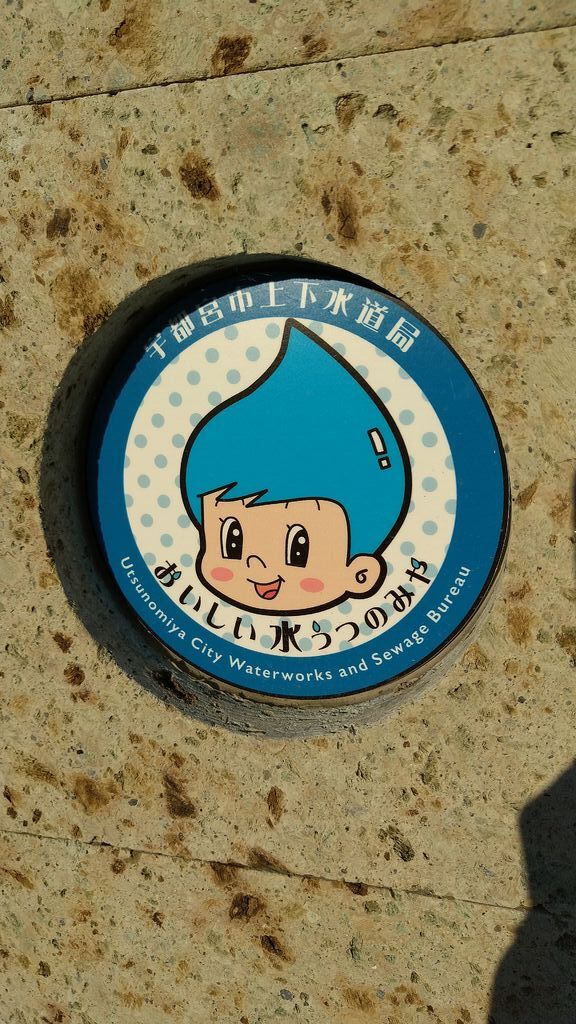 宇都宮市上下水道局
おいしい水うつのみや
Utsunomiya City Waterworks and Sewage Bureau